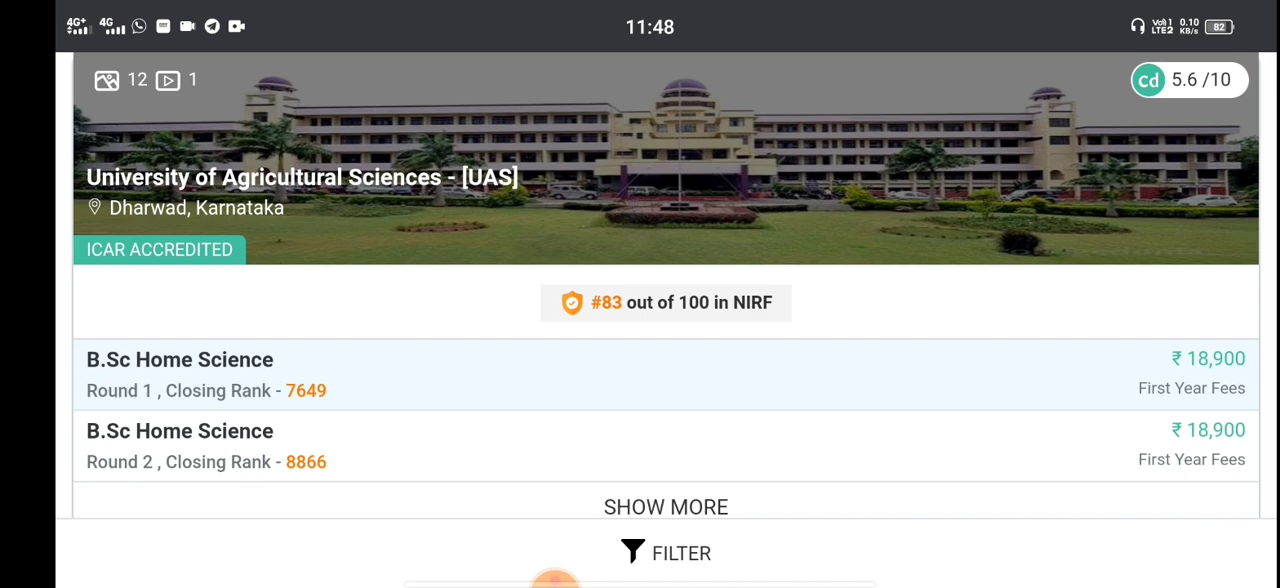 4G+ 4G 11:48 Vo) 1 LTE2 0.10 KB/s 82
12 1 cd 5.6 /10
University of Agricultural Sciences - [UAS]
Dharwad, Karnataka
ICAR ACCREDITED
#83 out of 100 in NIRF
B.Sc Home Science ₹ 18,900
Round 1 , Closing Rank - 7649 First Year Fees
B.Sc Home Science ₹ 18,900
Round 2 , Closing Rank - 8866 First Year Fees
SHOW MORE
FILTER